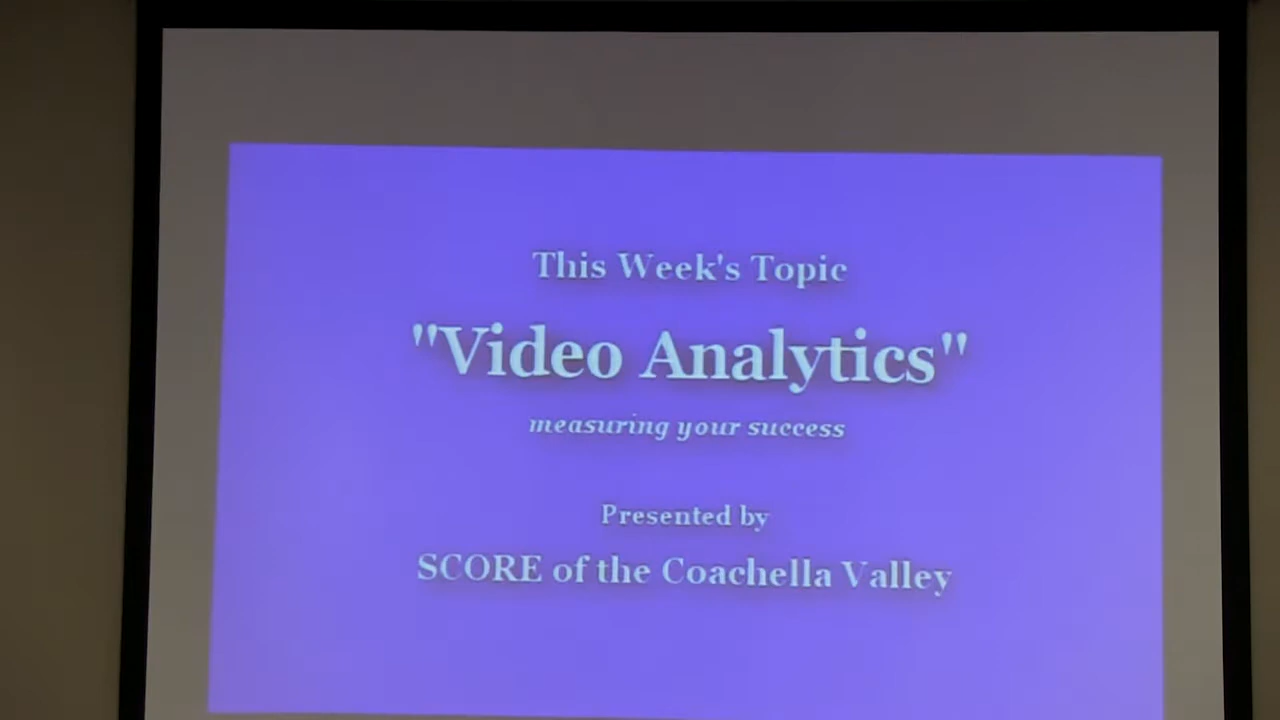 This Week's Topic
"Video Analytics"
measuring your success
Presented by
SCORE of the Coachella Valley